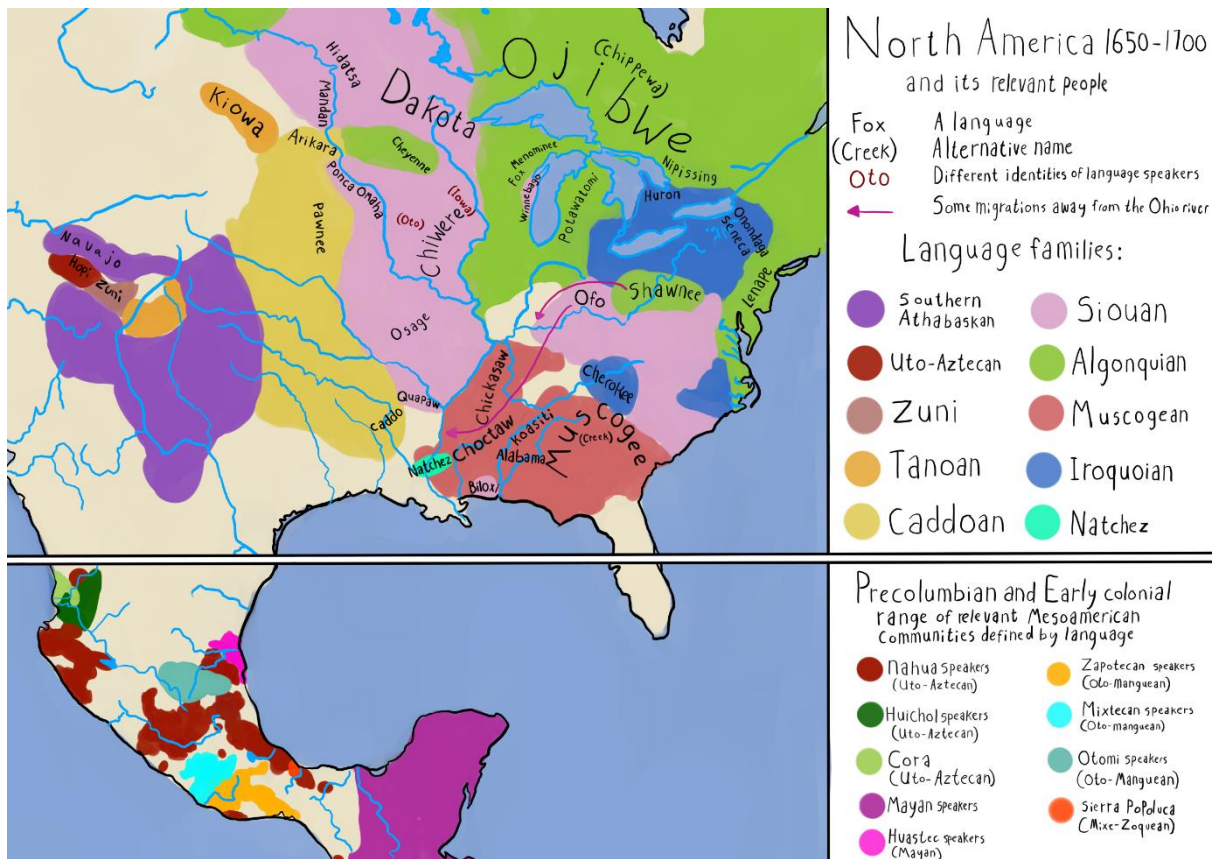 Ojibwe
(Chippewa)
Hidatsa
Mandan
Dakota
Kiowa
Arikara
Cheyenne
Menominee
Fox
Winnebago
Potawatomi
Nipissing
Huron
Onondaga
Seneca
Lenape
Ponca
Omaha
(Iowa)
(Oto)
Chiwere
Pawnee
Navajo
Hopi
Zuni
Shawnee
Ofo
Osage
Quapaw
Chickasaw
Cherokee
Caddo
Choctaw
Koasiti
Muscogee
(Creek)
Alabama
Natchez
Biloxi
North America 1650-1700
and its relevant people
Fox A language
(Creek) Alternative name
Oto Different identities of language speakers
Some migrations away from the Ohio river
Language families:
Southern
Athabaskan
Siouan
Uto-Aztecan
Algonquian
Zuni
Muscogean
Tanoan
Iroquoian
Caddoan
Natchez
Precolumbian and Early colonial
range of relevant Mesoamerican
Communities defined by language
Nahua speakers
(Uto-Aztecan)
Zapotecan speakers
(Oto-manguean)
Huichol speakers
(Uto-Aztecan)
Mixtecan speakers
(Oto-manguean)
Cora
(Uto-Aztecan)
Otomi speakers
(Oto-Manguean)
Mayan speakers
Sierra Popoluca
(Mixe-Zoquean)
Huastec speakers
(Mayan)